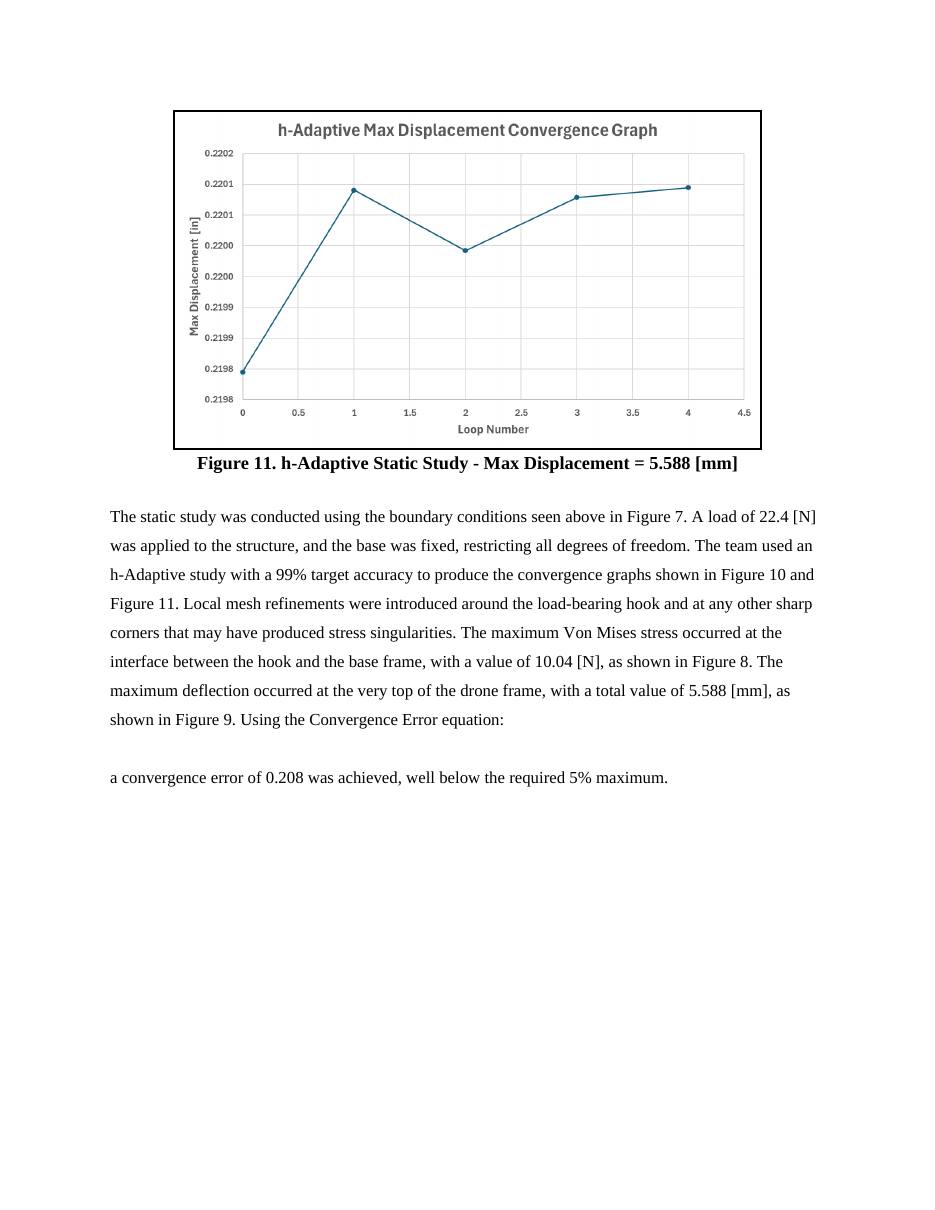 h-Adaptive Max Displacement Convergence Graph
0.2202
0.2201
0.2201
0.2200
0.2200
0.2199
0.2199
0.2198
0.2198
Max Displacement [in]
0 0.5 1 1.5 2 2.5 3 3.5 4 4.5
Loop Number
Figure 11. h-Adaptive Static Study - Max Displacement = 5.588 [mm]
The static study was conducted using the boundary conditions seen above in Figure 7. A load of 22.4 [N]
was applied to the structure, and the base was fixed, restricting all degrees of freedom. The team used an
h-Adaptive study with a 99% target accuracy to produce the convergence graphs shown in Figure 10 and
Figure 11. Local mesh refinements were introduced around the load-bearing hook and at any other sharp
corners that may have produced stress singularities. The maximum Von Mises stress occurred at the
interface between the hook and the base frame, with a value of 10.04 [N], as shown in Figure 8. The
maximum deflection occurred at the very top of the drone frame, with a total value of 5.588 [mm], as
shown in Figure 9. Using the Convergence Error equation:
a convergence error of 0.208 was achieved, well below the required 5% maximum.